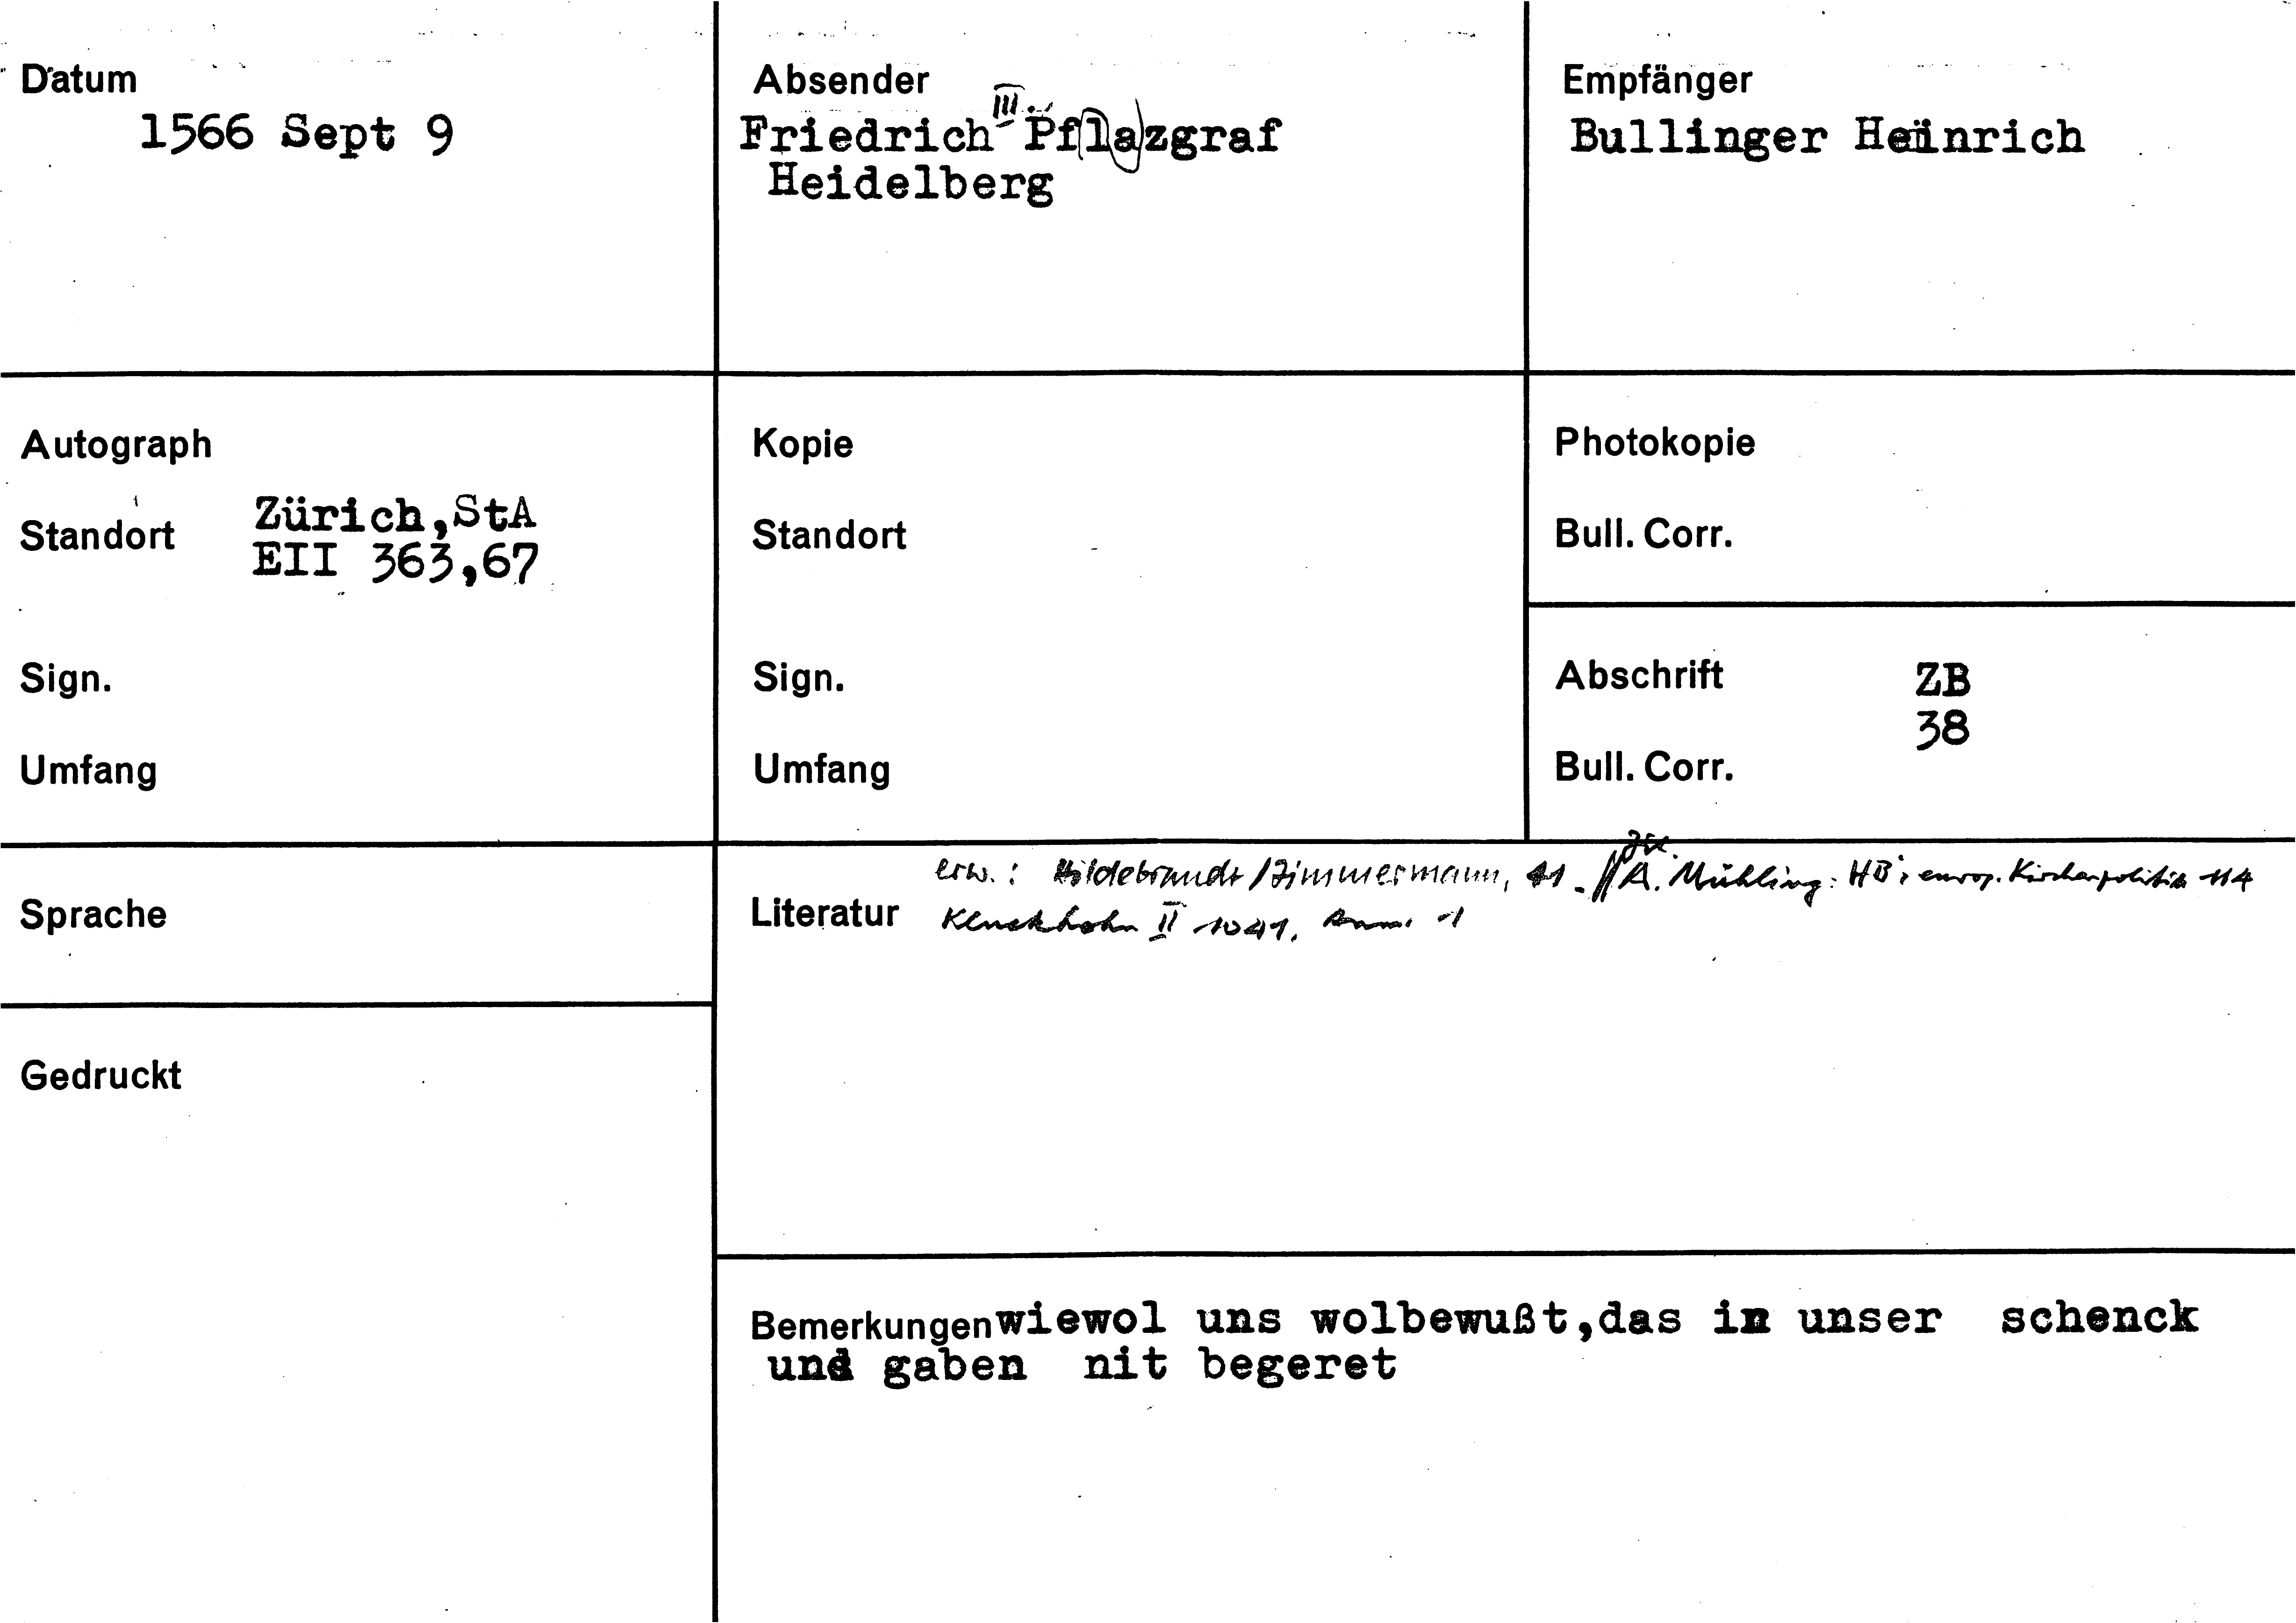 Datum
1566 Sept 9
Absender
III.
Friedrich Pflazgraf
Heidelberg
Empfänger
Bullinger Heinrich
Autograph
Standort Zürich,StA
EII 363,67
Sign.
Umfang
Kopie
Standort
Sign.
Umfang
Photokopie
Bull. Corr.
Abschrift ZB
38
Bull. Corr.
Sprache
Gedruckt
erw.: Hildebrandt/Zimmermann, 41. // A. Mühling: HB's europ. Kirchenpolitik 114
Literatur Kluckhohn II 1041, Anm. 1
Bemerkungen wiewol uns wolbewußt,das in unser schenck
und gaben nit begeret